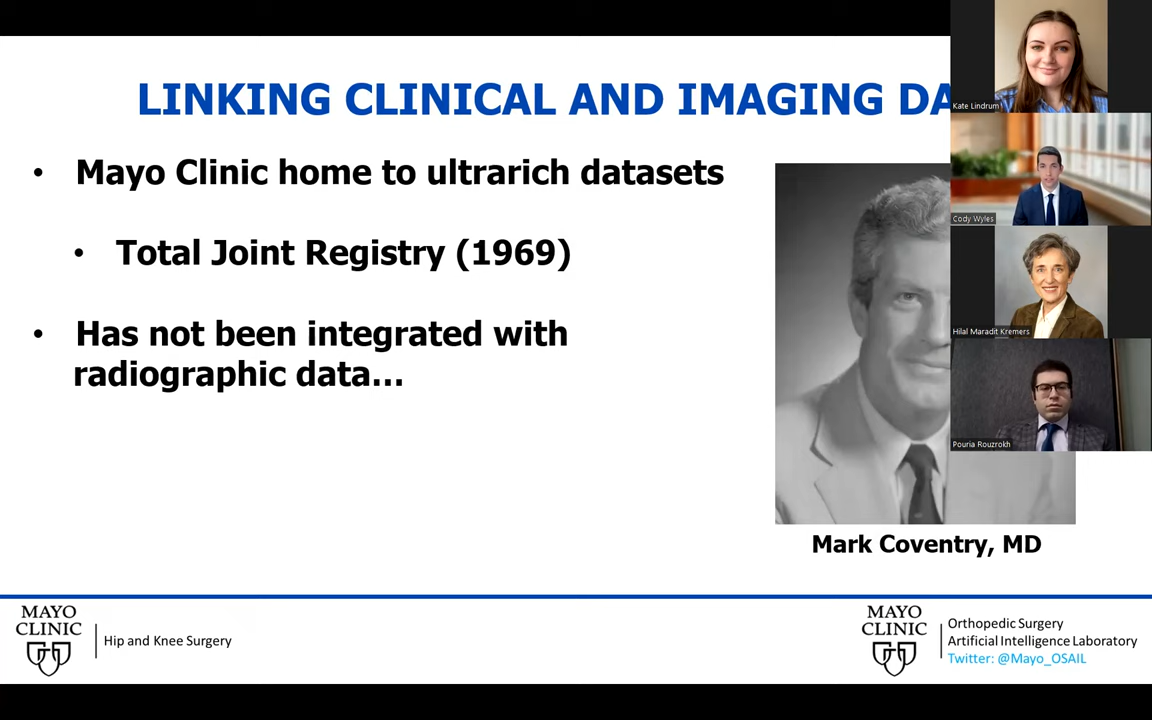 LINKING CLINICAL AND IMAGING DA
• Mayo Clinic home to ultrarich datasets
• Total Joint Registry (1969)
• Has not been integrated with
radiographic data...
Mark Coventry, MD
Kate Lindrum
Cody Wyles
Hilal Maradit Kremers
Pouria Rouzrokh
MAYO
CLINIC
Hip and Knee Surgery
MAYO
CLINIC
Orthopedic Surgery
Artificial Intelligence Laboratory
Twitter: @Mayo_OSAIL